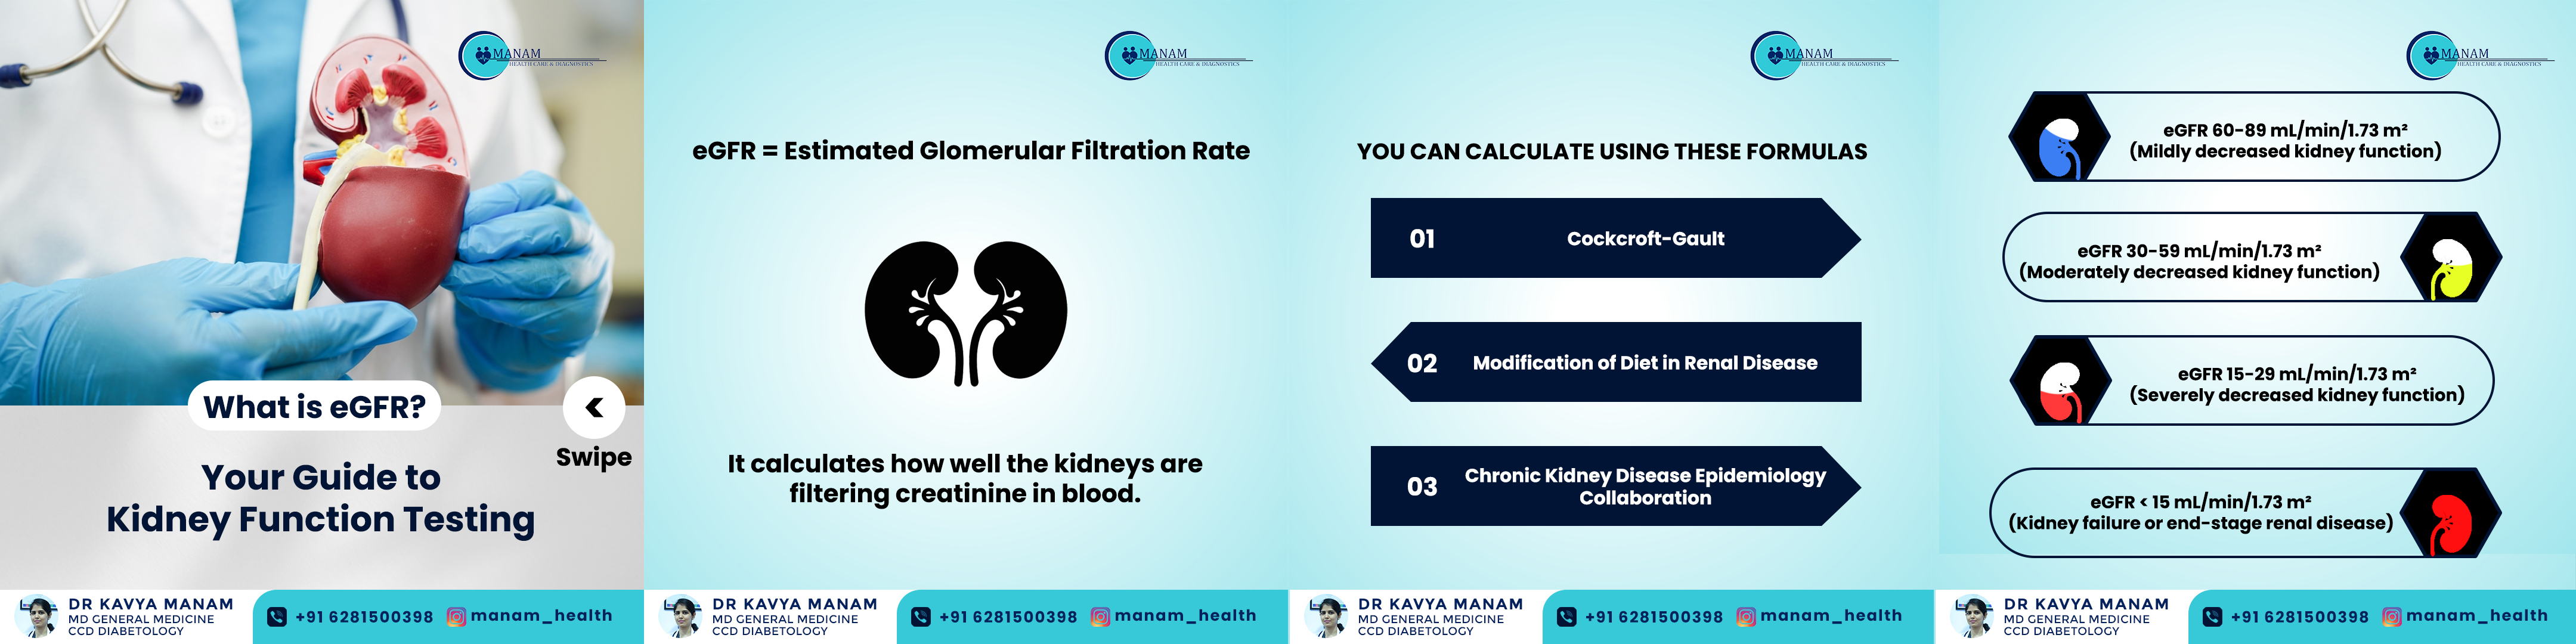 MANAM
HEALTH CARE & DIAGNOSTICS
What is eGFR?
<
Swipe
Your Guide to
Kidney Function Testing
DR KAVYA MANAM
MD GENERAL MEDICINE
CCD DIABETOLOGY
+91 6281500398
manam_health
MANAM
HEALTH CARE & DIAGNOSTICS
eGFR = Estimated Glomerular Filtration Rate
It calculates how well the kidneys are
filtering creatinine in blood.
DR KAVYA MANAM
MD GENERAL MEDICINE
CCD DIABETOLOGY
+91 6281500398
manam_health
MANAM
HEALTH CARE & DIAGNOSTICS
YOU CAN CALCULATE USING THESE FORMULAS
01 Cockcroft-Gault
02 Modification of Diet in Renal Disease
03 Chronic Kidney Disease Epidemiology
Collaboration
DR KAVYA MANAM
MD GENERAL MEDICINE
CCD DIABETOLOGY
+91 6281500398
manam_health
MANAM
HEALTH CARE & DIAGNOSTICS
eGFR 60-89 mL/min/1.73 m²
(Mildly decreased kidney function)
eGFR 30-59 mL/min/1.73 m²
(Moderately decreased kidney function)
eGFR 15-29 mL/min/1.73 m²
(Severely decreased kidney function)
eGFR < 15 mL/min/1.73 m²
(Kidney failure or end-stage renal disease)
DR KAVYA MANAM
MD GENERAL MEDICINE
CCD DIABETOLOGY
+91 6281500398
manam_health